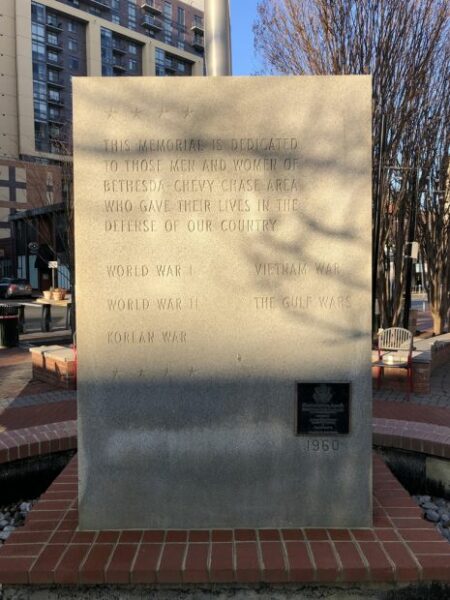 THIS MEMORIAL IS DEDICATED
TO THOSE MEN AND WOMEN OF
BETHESDA-CHEVY CHASE AREA
WHO GAVE THEIR LIVES IN THE
DEFENSE OF OUR COUNTRY
WORLD WAR I
VIETNAM WAR
WORLD WAR II
THE GULF WARS
KOREAN WAR
1960